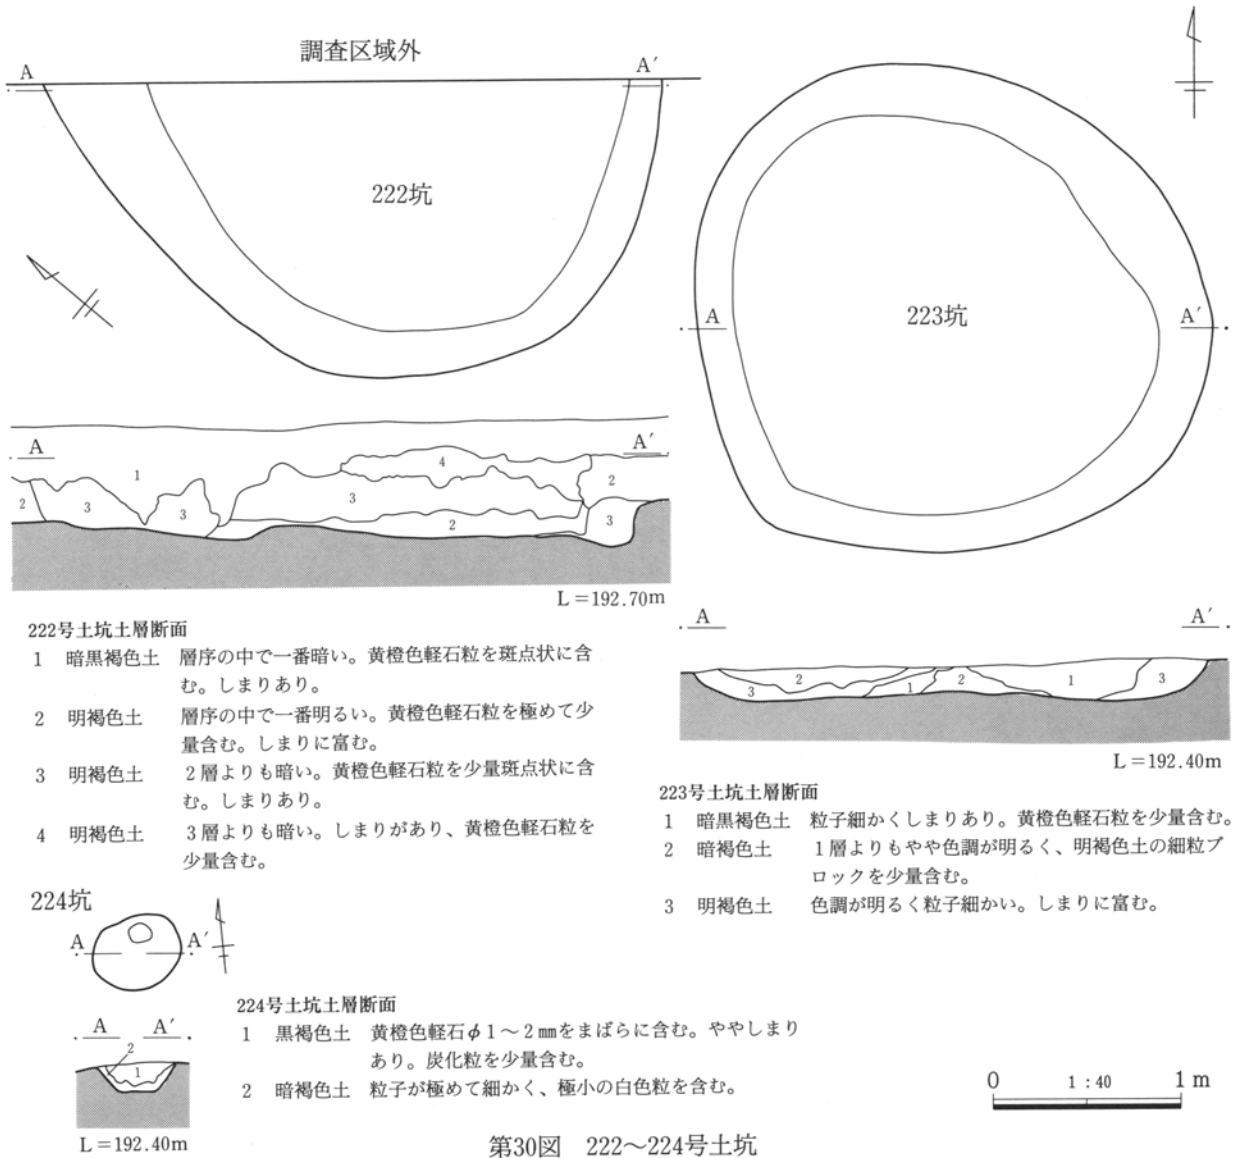 調査区域外
A A′
222坑
A A′
1 4 2 3 3 3 2 3
L=192.70m
222号土坑土層断面
1 暗黒褐色土 層序の中で一番暗い。黄橙色軽石粒を斑点状に含
む。しまりあり。
2 明褐色土 層序の中で一番明るい。黄橙色軽石粒を極めて少
量含む。しまりに富む。
3 明褐色土 2層よりも暗い。黄橙色軽石粒を少量斑点状に含
む。しまりあり。
4 明褐色土 3層よりも暗い。しまりがあり、黄橙色軽石粒を
少量含む。
223坑
A A′
A A′
3 2 1 2 1 3
L=192.40m
223号土坑土層断面
1 暗黒褐色土 粒子細かくしまりあり。黄橙色軽石粒を少量含む。
2 暗褐色土 1層よりもやや色調が明るく、明褐色土の細粒ブ
ロックを少量含む。
3 明褐色土 色調が明るく粒子細かい。しまりに富む。
224坑
A A′
A A′
2
1
L=192.40m
224号土坑土層断面
1 黒褐色土 黄橙色軽石φ1～2㎜をまばらに含む。ややしまり
あり。炭化粒を少量含む。
2 暗褐色土 粒子が極めて細かく、極小の白色粒を含む。
0 1:40 1m
第30図 222～224号土坑